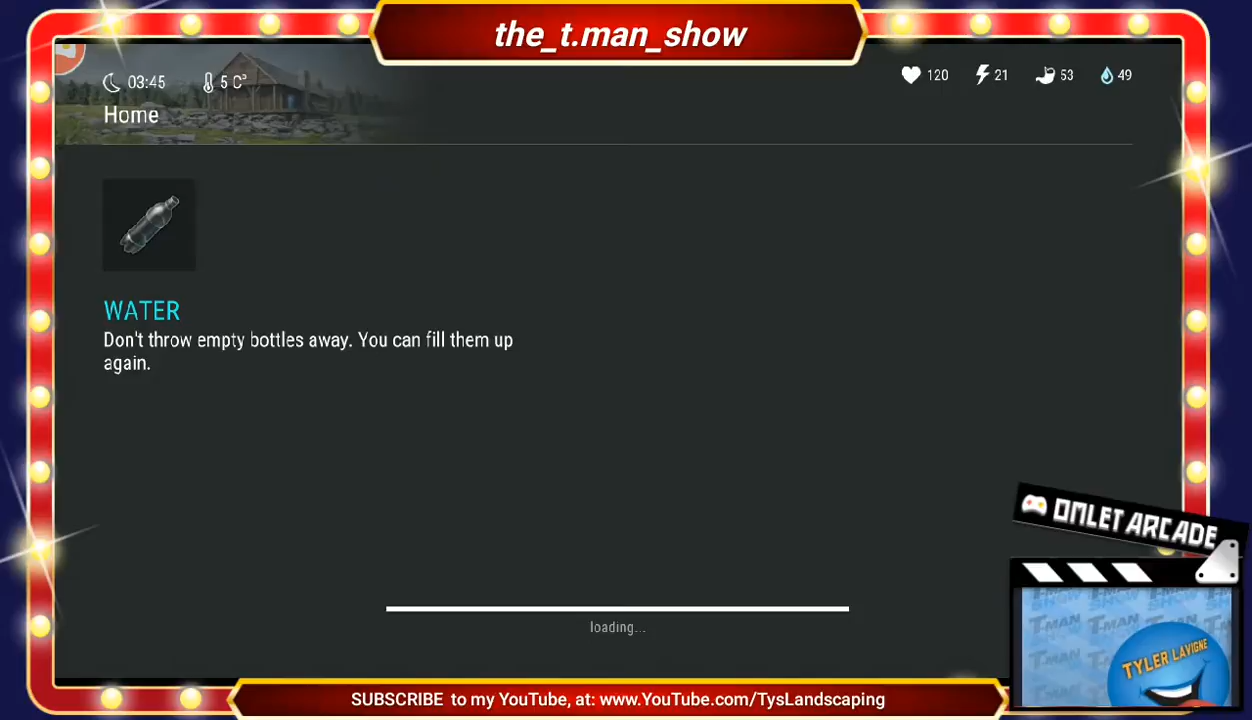 the_t.man_show
03:45
5 C°
120
21
53
49
Home
WATER
Don't throw empty bottles away. You can fill them up
again.
loading...
OMLET ARCADE
TYLER LAVIGNE
SUBSCRIBE to my YouTube, at: www.YouTube.com/TysLandscaping